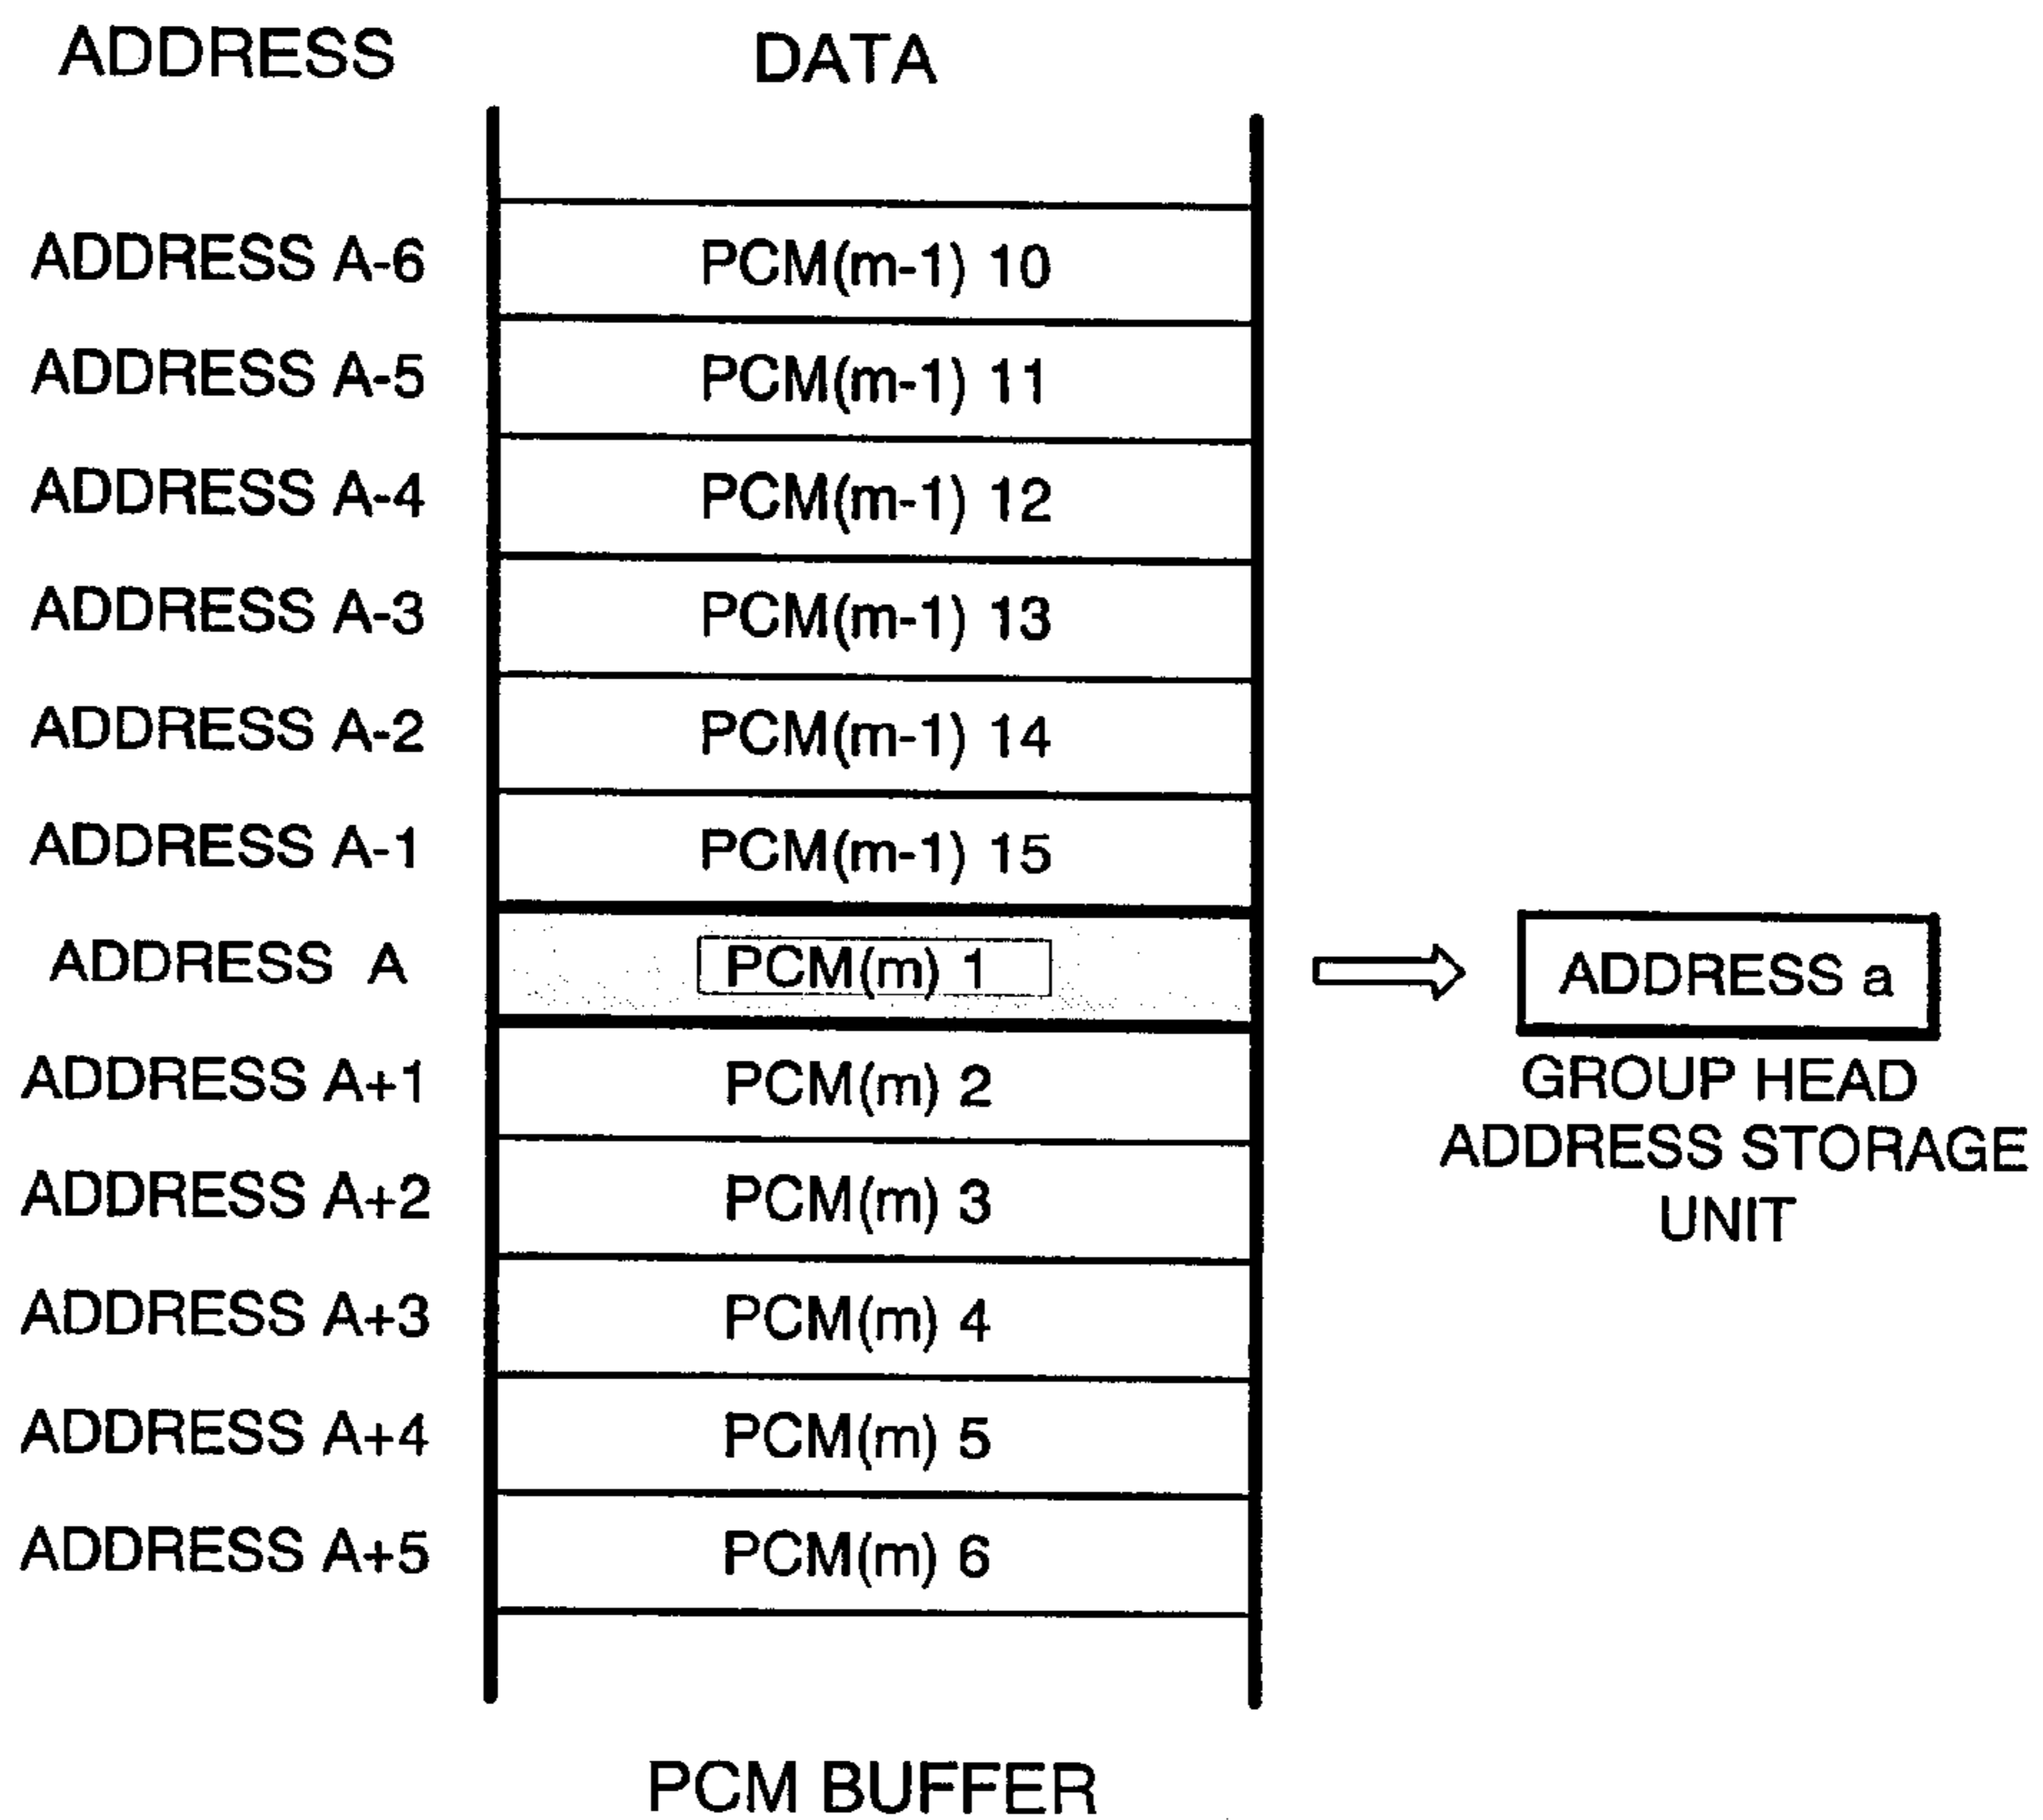 ADDRESS DATA
ADDRESS A-6 PCM(m-1) 10
ADDRESS A-5 PCM(m-1) 11
ADDRESS A-4 PCM(m-1) 12
ADDRESS A-3 PCM(m-1) 13
ADDRESS A-2 PCM(m-1) 14
ADDRESS A-1 PCM(m-1) 15
ADDRESS A PCM(m) 1 ADDRESS a
ADDRESS A+1 PCM(m) 2
GROUP HEAD
ADDRESS STORAGE
UNIT
ADDRESS A+2 PCM(m) 3
ADDRESS A+3 PCM(m) 4
ADDRESS A+4 PCM(m) 5
ADDRESS A+5 PCM(m) 6
PCM BUFFER